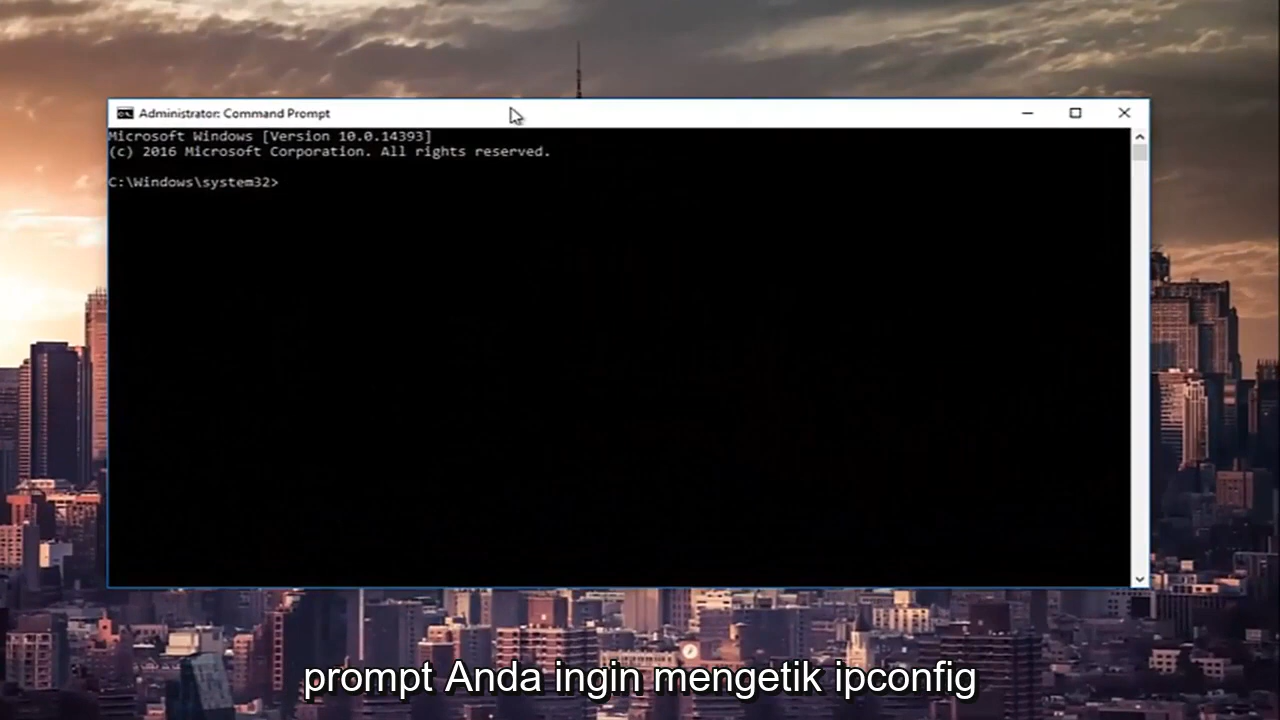 Administrator: Command Prompt
Microsoft Windows [Version 10.0.14393]
(c) 2016 Microsoft Corporation. All rights reserved.
C:\Windows\system32>
prompt Anda ingin mengetik ipconfig